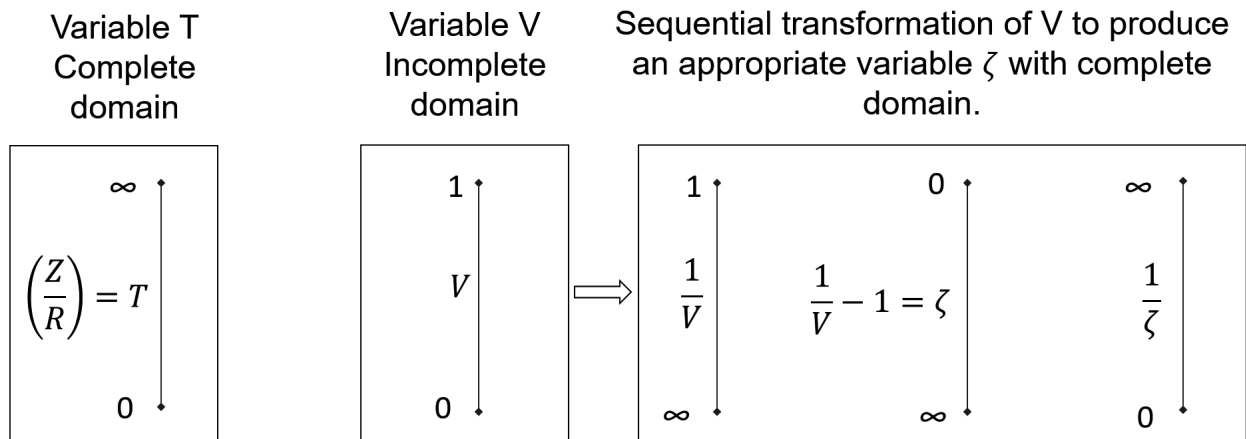 Variable T
Complete
domain
∞
(Z/R) = T
0
Variable V
Incomplete
domain
1
V
0
Sequential transformation of V to produce
an appropriate variable ζ with complete
domain.
1
1/V
∞
0
1/V − 1 = ζ
∞
∞
1/ζ
0